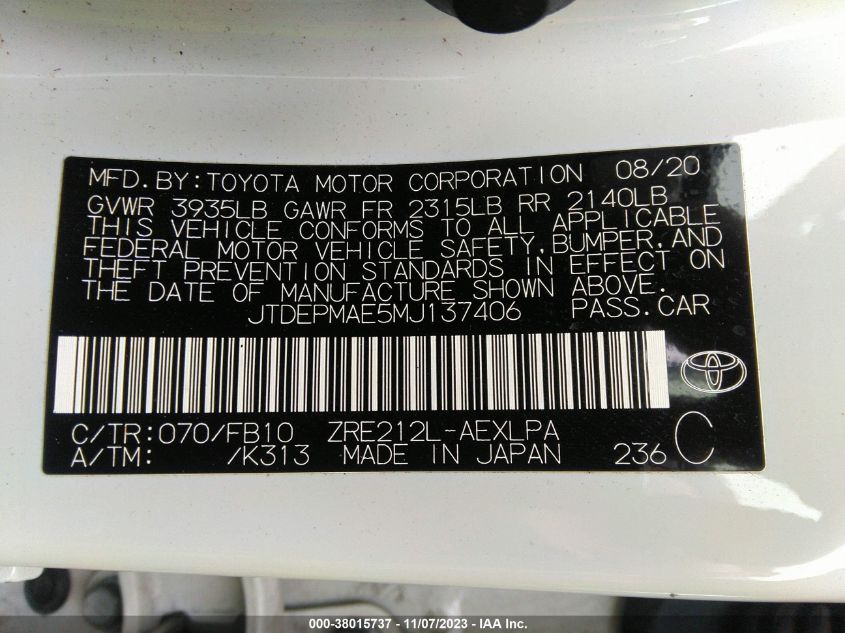 MFD.BY:TOYOTA MOTOR CORPORATION 08/20
GVWR 3935LB GAWR FR 2315LB RR 2140LB
THIS VEHICLE CONFORMS TO ALL APPLICABLE
FEDERAL MOTOR VEHICLE SAFETY, BUMPER, AND
THEFT PREVENTION STANDARDS IN EFFECT ON
THE DATE OF MANUFACTURE SHOWN ABOVE.
JTDEPMAE5MJ137406 PASS.CAR
C/TR:070/FB10 ZRE212L-AEXLPA
A/TM: /K313 MADE IN JAPAN 236 C
000-38015737 - 11/07/2023 - IAA Inc.